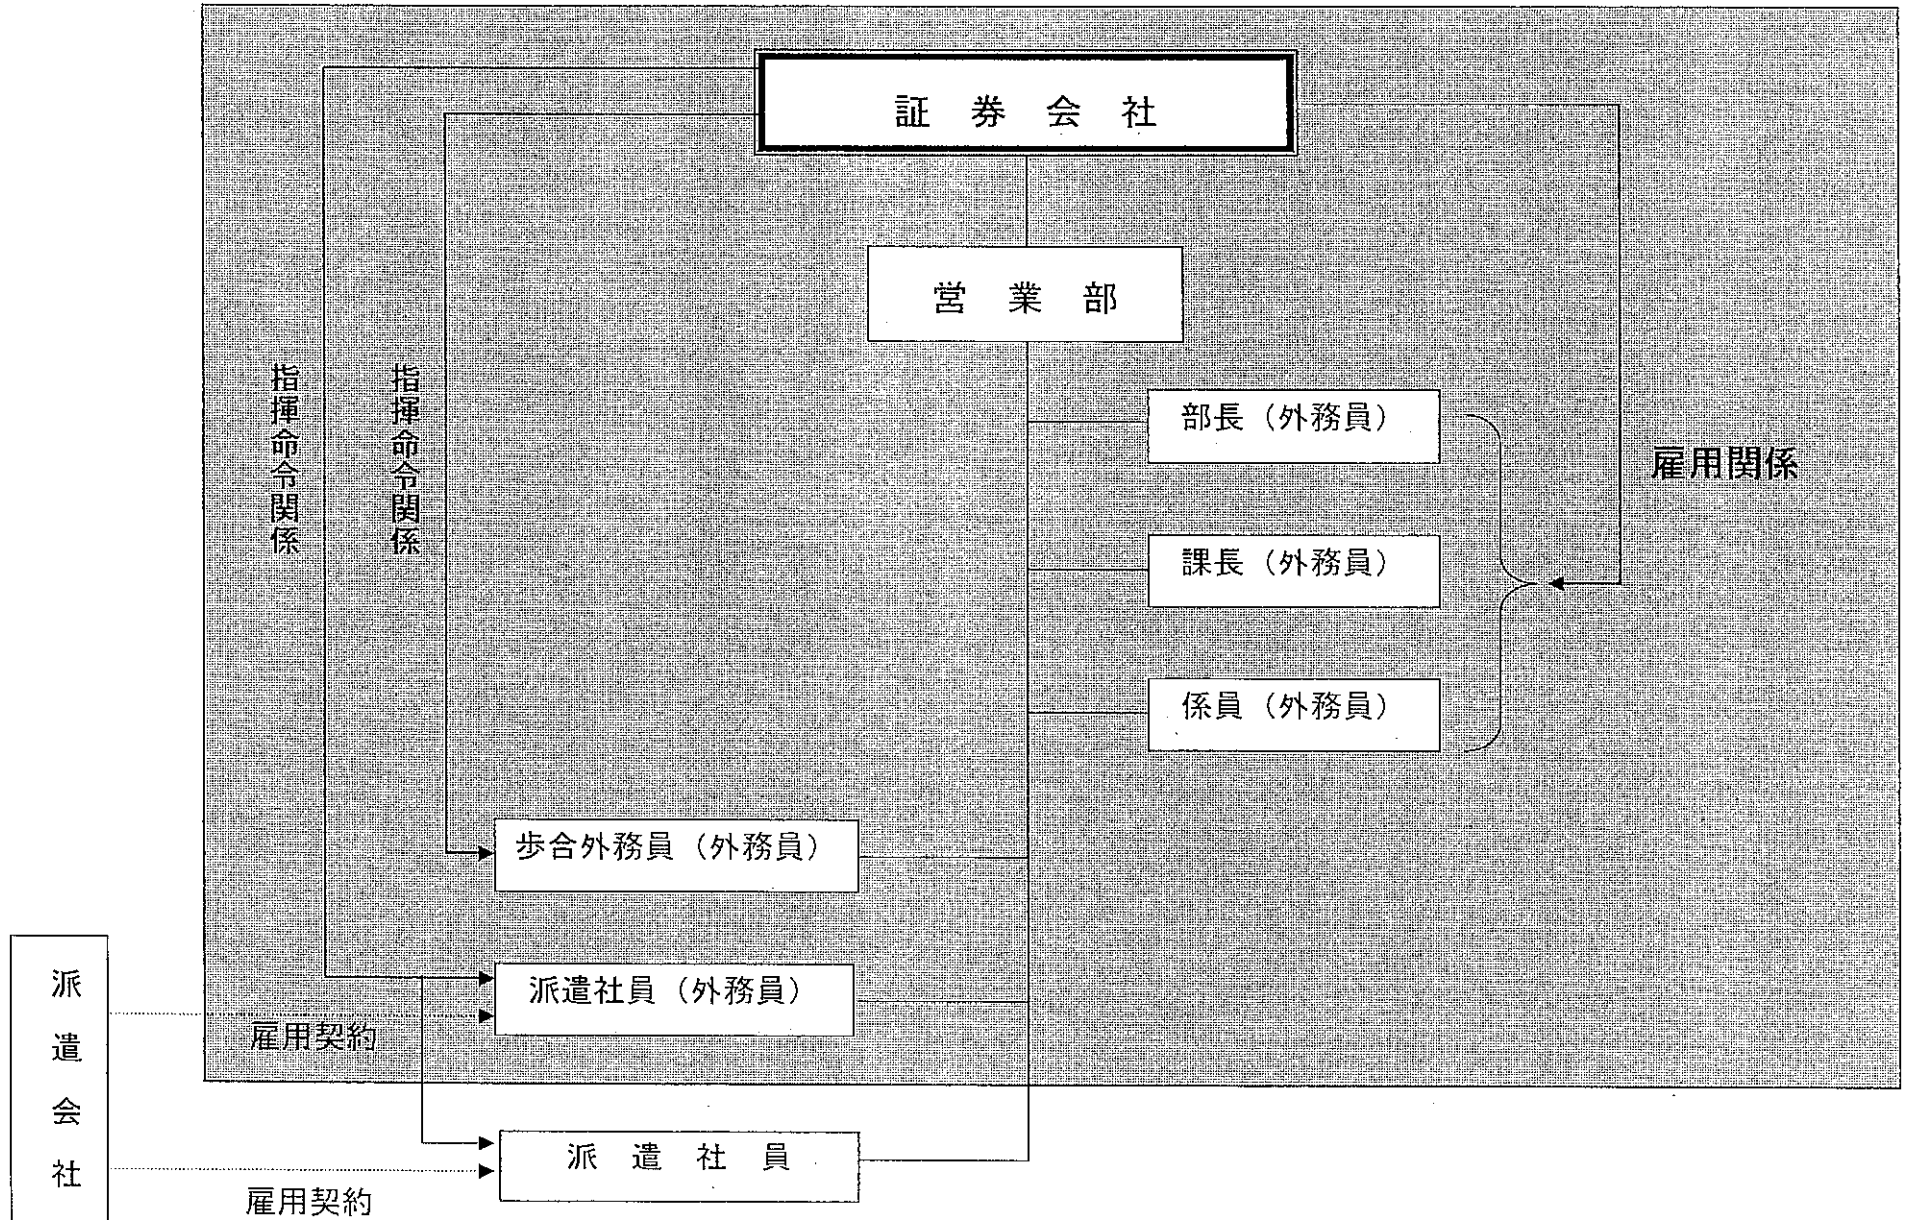 証券会社
営業部
指揮命令関係
指揮命令関係
部長（外務員）
雇用関係
課長（外務員）
係員（外務員）
歩合外務員（外務員）
派遣会社
派遣社員（外務員）
雇用契約
派遣社員
雇用契約